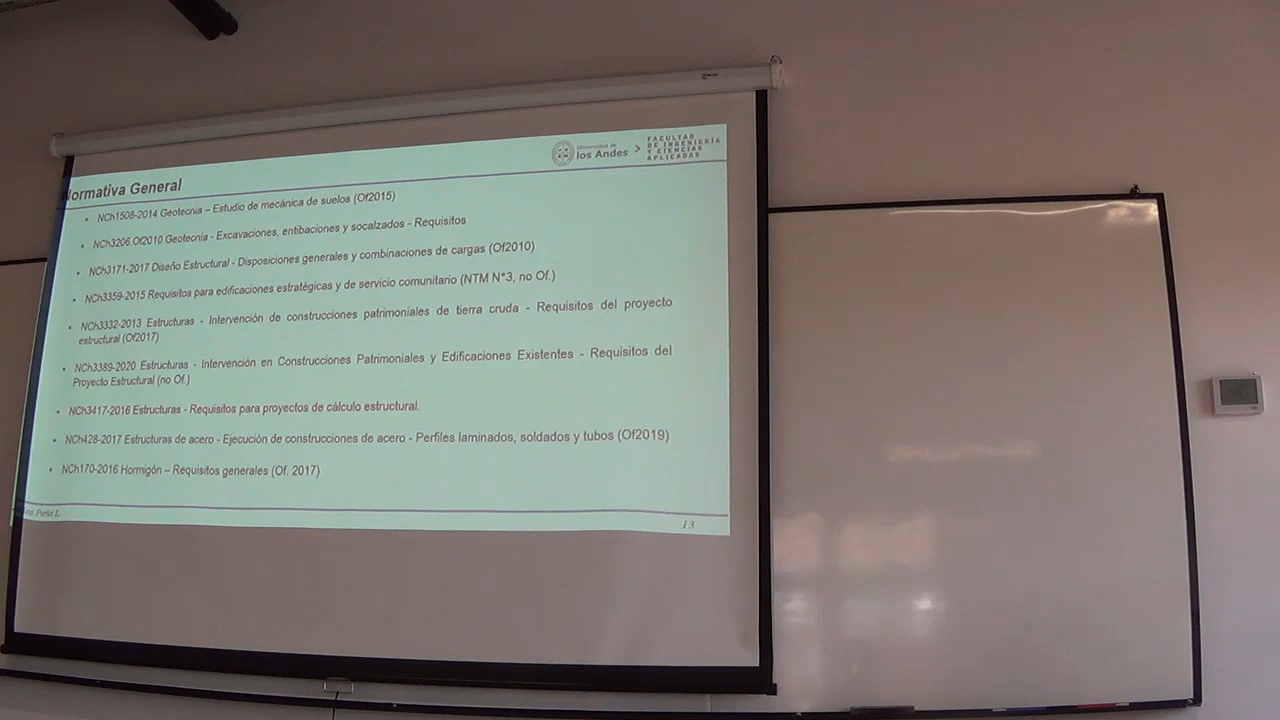 Universidad de
los Andes >
FACULTAD
DE INGENIERÍA
Y CIENCIAS
APLICADAS
Normativa General
• NCh1508-2014 Geotecnia – Estudio de mecánica de suelos (Of2015)
• NCh3206.Of2010 Geotecnia - Excavaciones, entibaciones y socalzados - Requisitos
• NCh3171-2017 Diseño Estructural - Disposiciones generales y combinaciones de cargas (Of2010)
• NCh3359-2015 Requisitos para edificaciones estratégicas y de servicio comunitario (NTM N°3, no Of.)
• NCh3332-2013 Estructuras - Intervención de construcciones patrimoniales de tierra cruda - Requisitos del proyecto
estructural (Of2017)
• NCh3389-2020 Estructuras - Intervención en Construcciones Patrimoniales y Edificaciones Existentes - Requisitos del
Proyecto Estructural (no Of.)
• NCh3417-2016 Estructuras - Requisitos para proyectos de cálculo estructural.
• NCh428-2017 Estructuras de acero - Ejecución de construcciones de acero - Perfiles laminados, soldados y tubos (Of2019)
• NCh170-2016 Hormigón – Requisitos generales (Of. 2017)
Peña L.
13